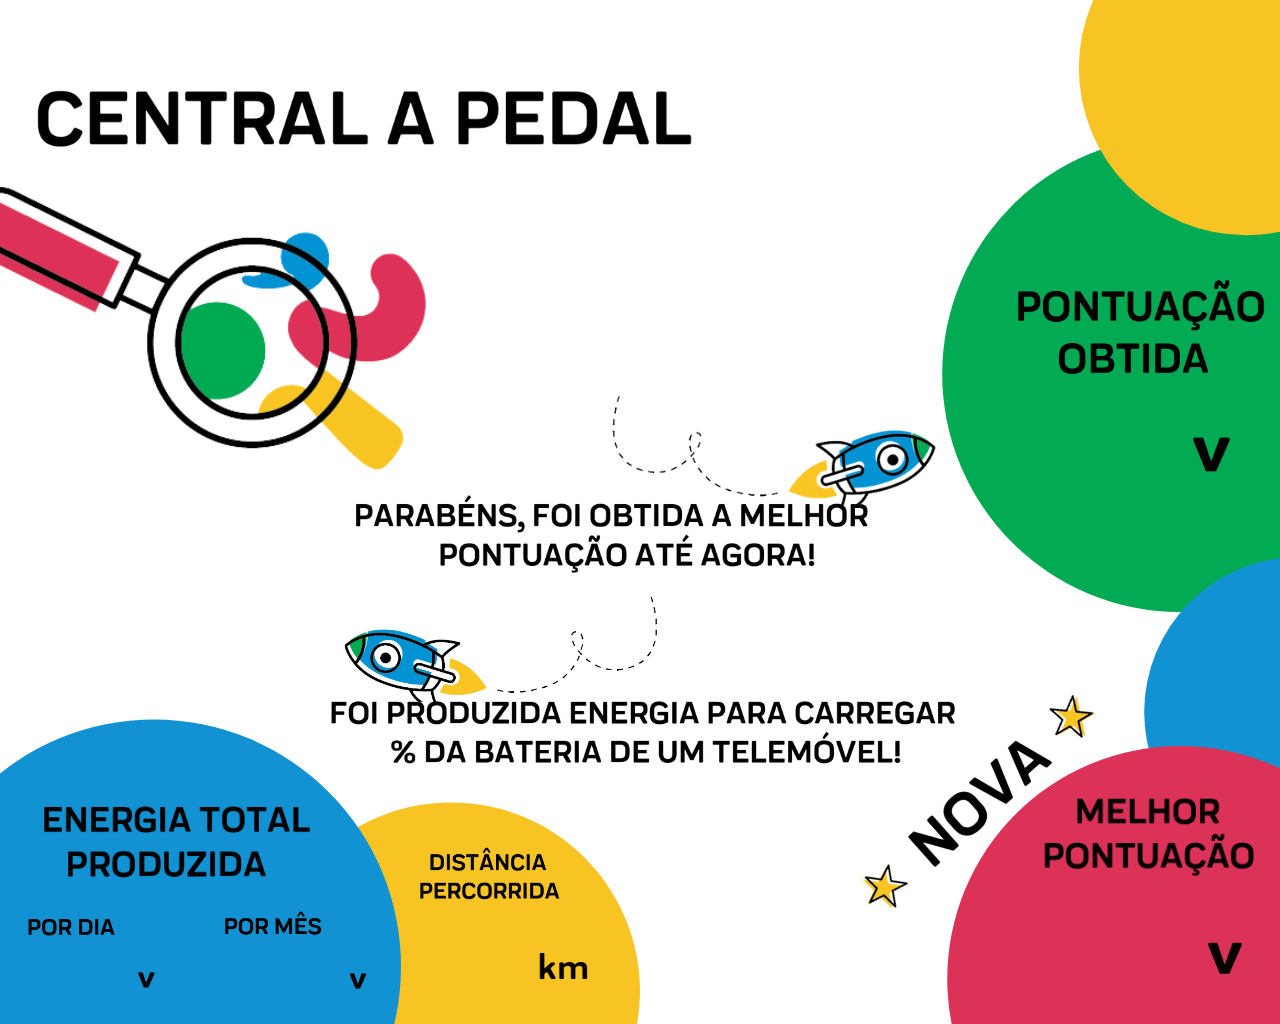 CENTRAL A PEDAL
PONTUAÇÃO
OBTIDA
V
PARABÉNS, FOI OBTIDA A MELHOR
PONTUAÇÃO ATÉ AGORA!
FOI PRODUZIDA ENERGIA PARA CARREGAR
% DA BATERIA DE UM TELEMÓVEL!
ENERGIA TOTAL
PRODUZIDA
POR DIA
V
POR MÊS
V
DISTÂNCIA
PERCORRIDA
km
NOVA
MELHOR
PONTUAÇÃO
V